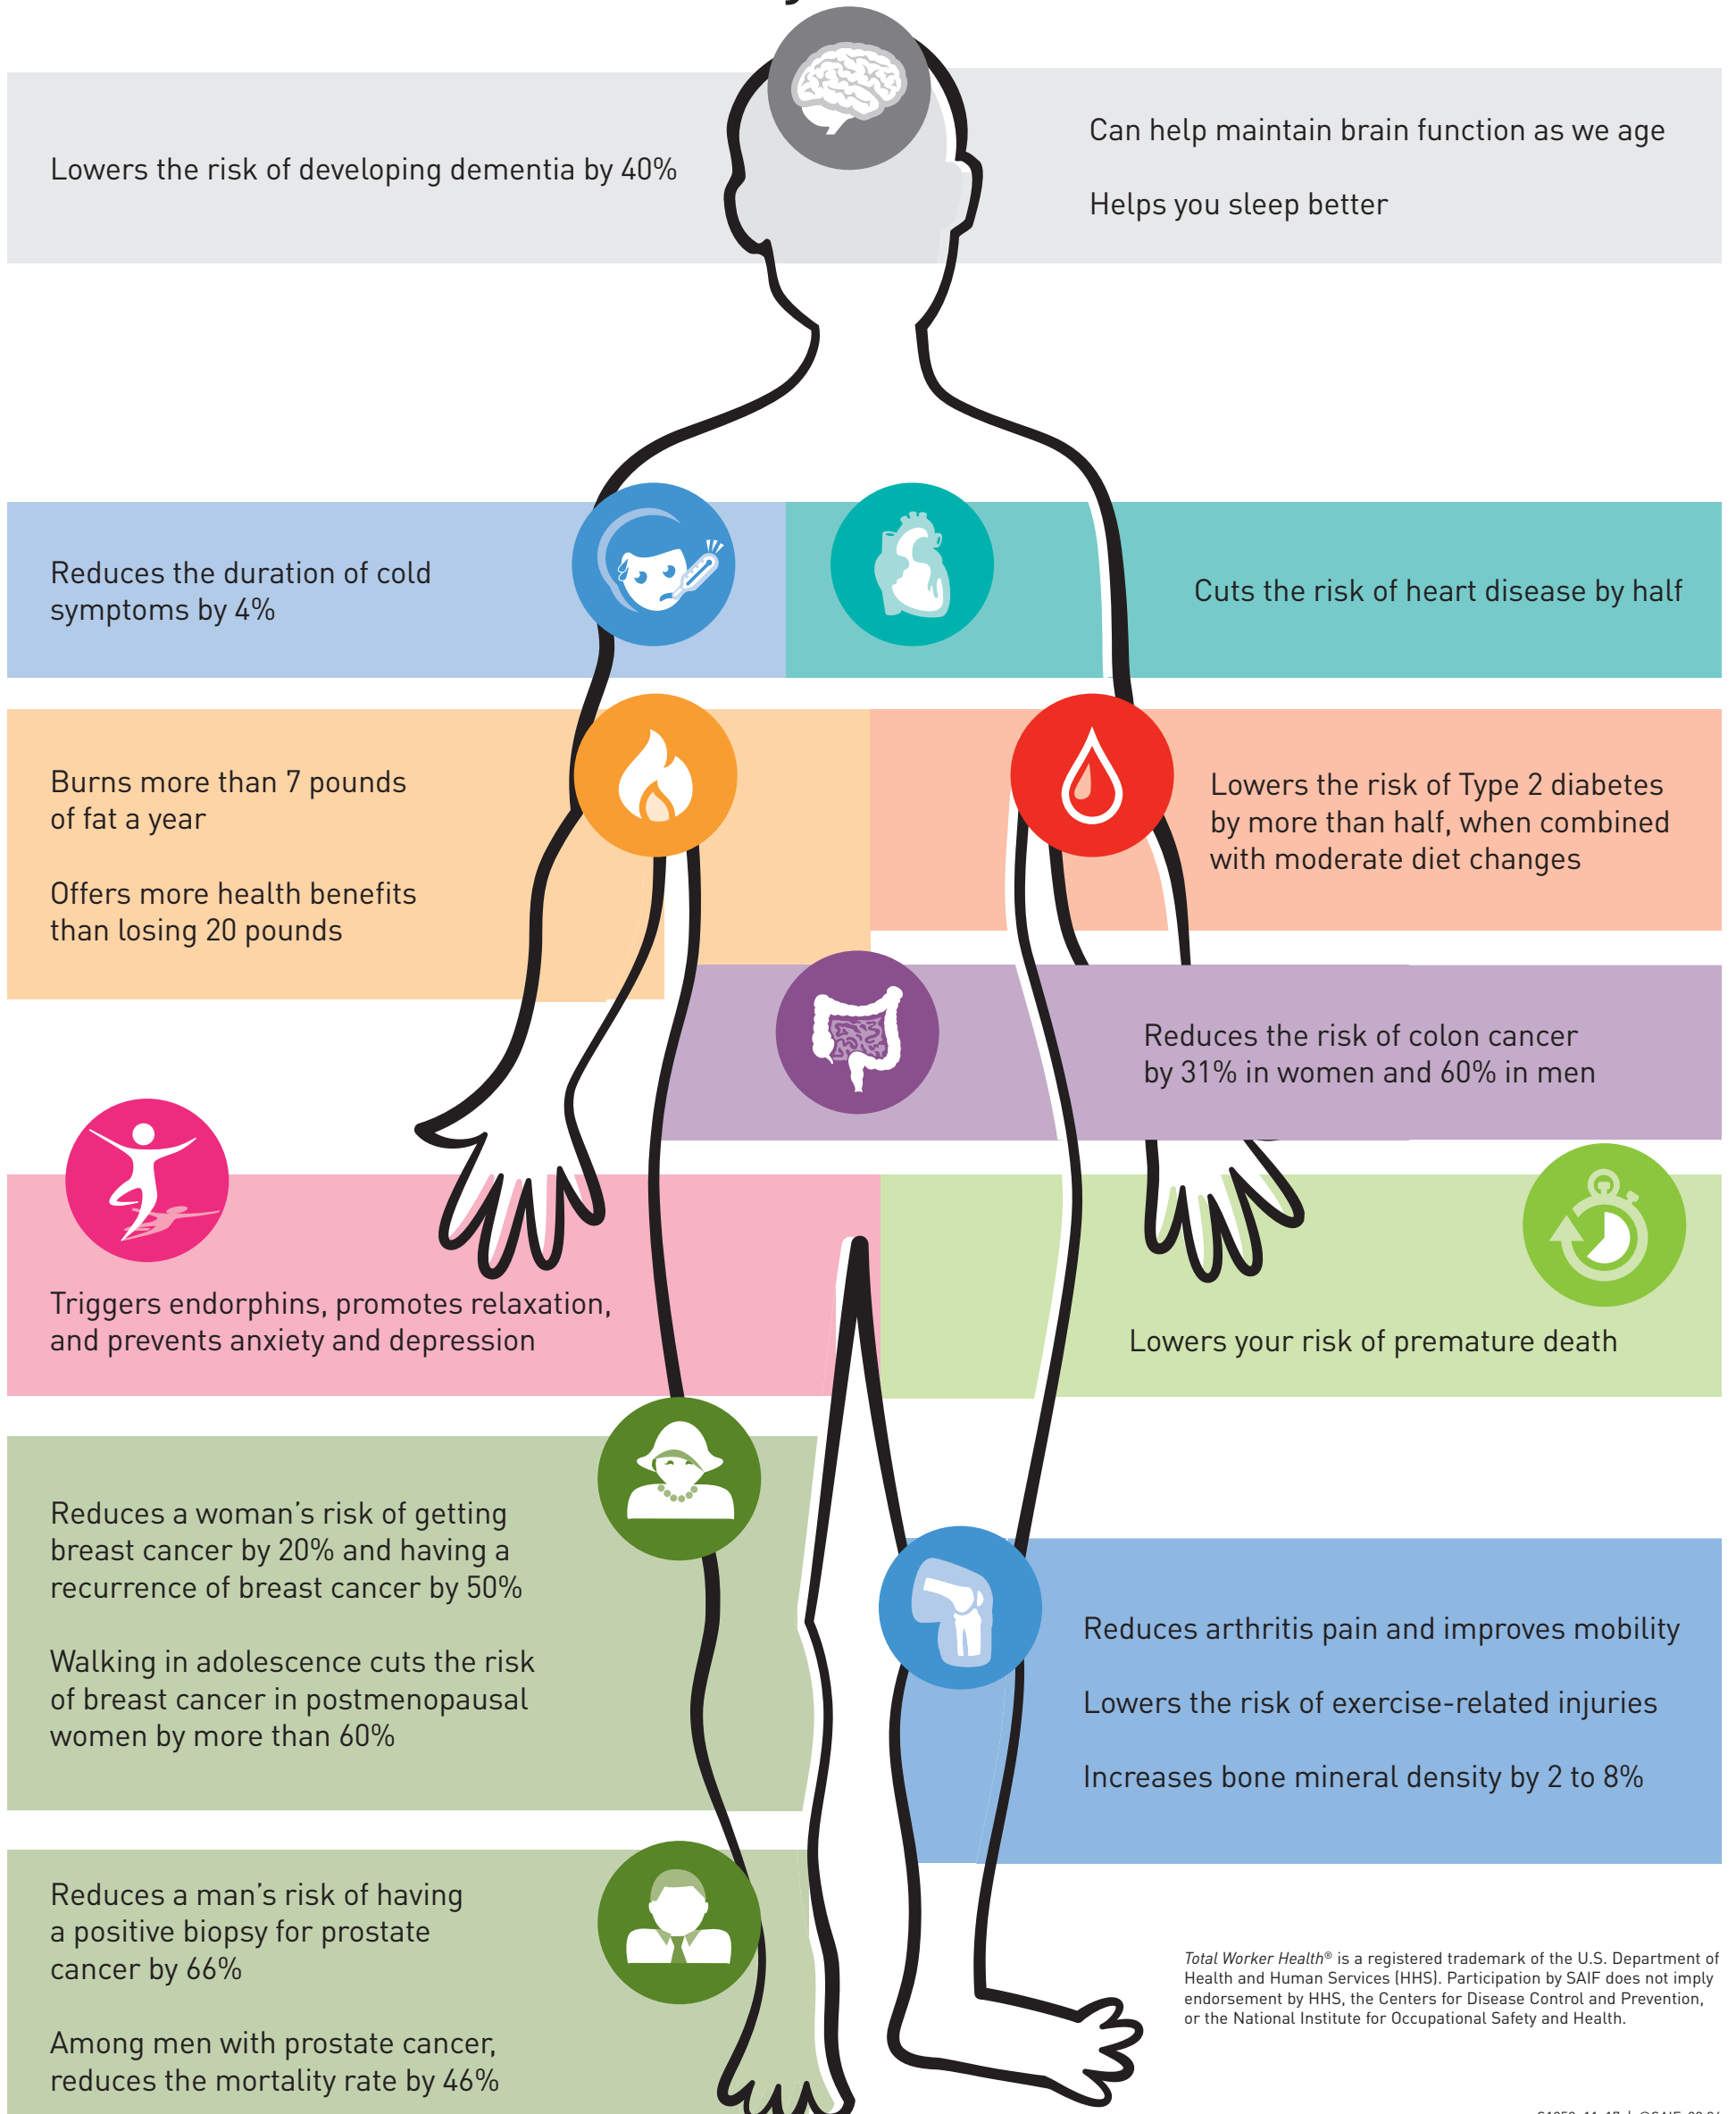 Lowers the risk of developing dementia by 40%
Can help maintain brain function as we age
Helps you sleep better
Reduces the duration of cold
symptoms by 4%
Cuts the risk of heart disease by half
Burns more than 7 pounds
of fat a year
Offers more health benefits
than losing 20 pounds
Lowers the risk of Type 2 diabetes
by more than half, when combined
with moderate diet changes
Reduces the risk of colon cancer
by 31% in women and 60% in men
Triggers endorphins, promotes relaxation,
and prevents anxiety and depression
Lowers your risk of premature death
Reduces a woman's risk of getting
breast cancer by 20% and having a
recurrence of breast cancer by 50%
Walking in adolescence cuts the risk
of breast cancer in postmenopausal
women by more than 60%
Reduces arthritis pain and improves mobility
Lowers the risk of exercise-related injuries
Increases bone mineral density by 2 to 8%
Reduces a man's risk of having
a positive biopsy for prostate
cancer by 66%
Among men with prostate cancer,
reduces the mortality rate by 46%
Total Worker Health® is a registered trademark of the U.S. Department of
Health and Human Services (HHS). Participation by SAIF does not imply
endorsement by HHS, the Centers for Disease Control and Prevention,
or the National Institute for Occupational Safety and Health.